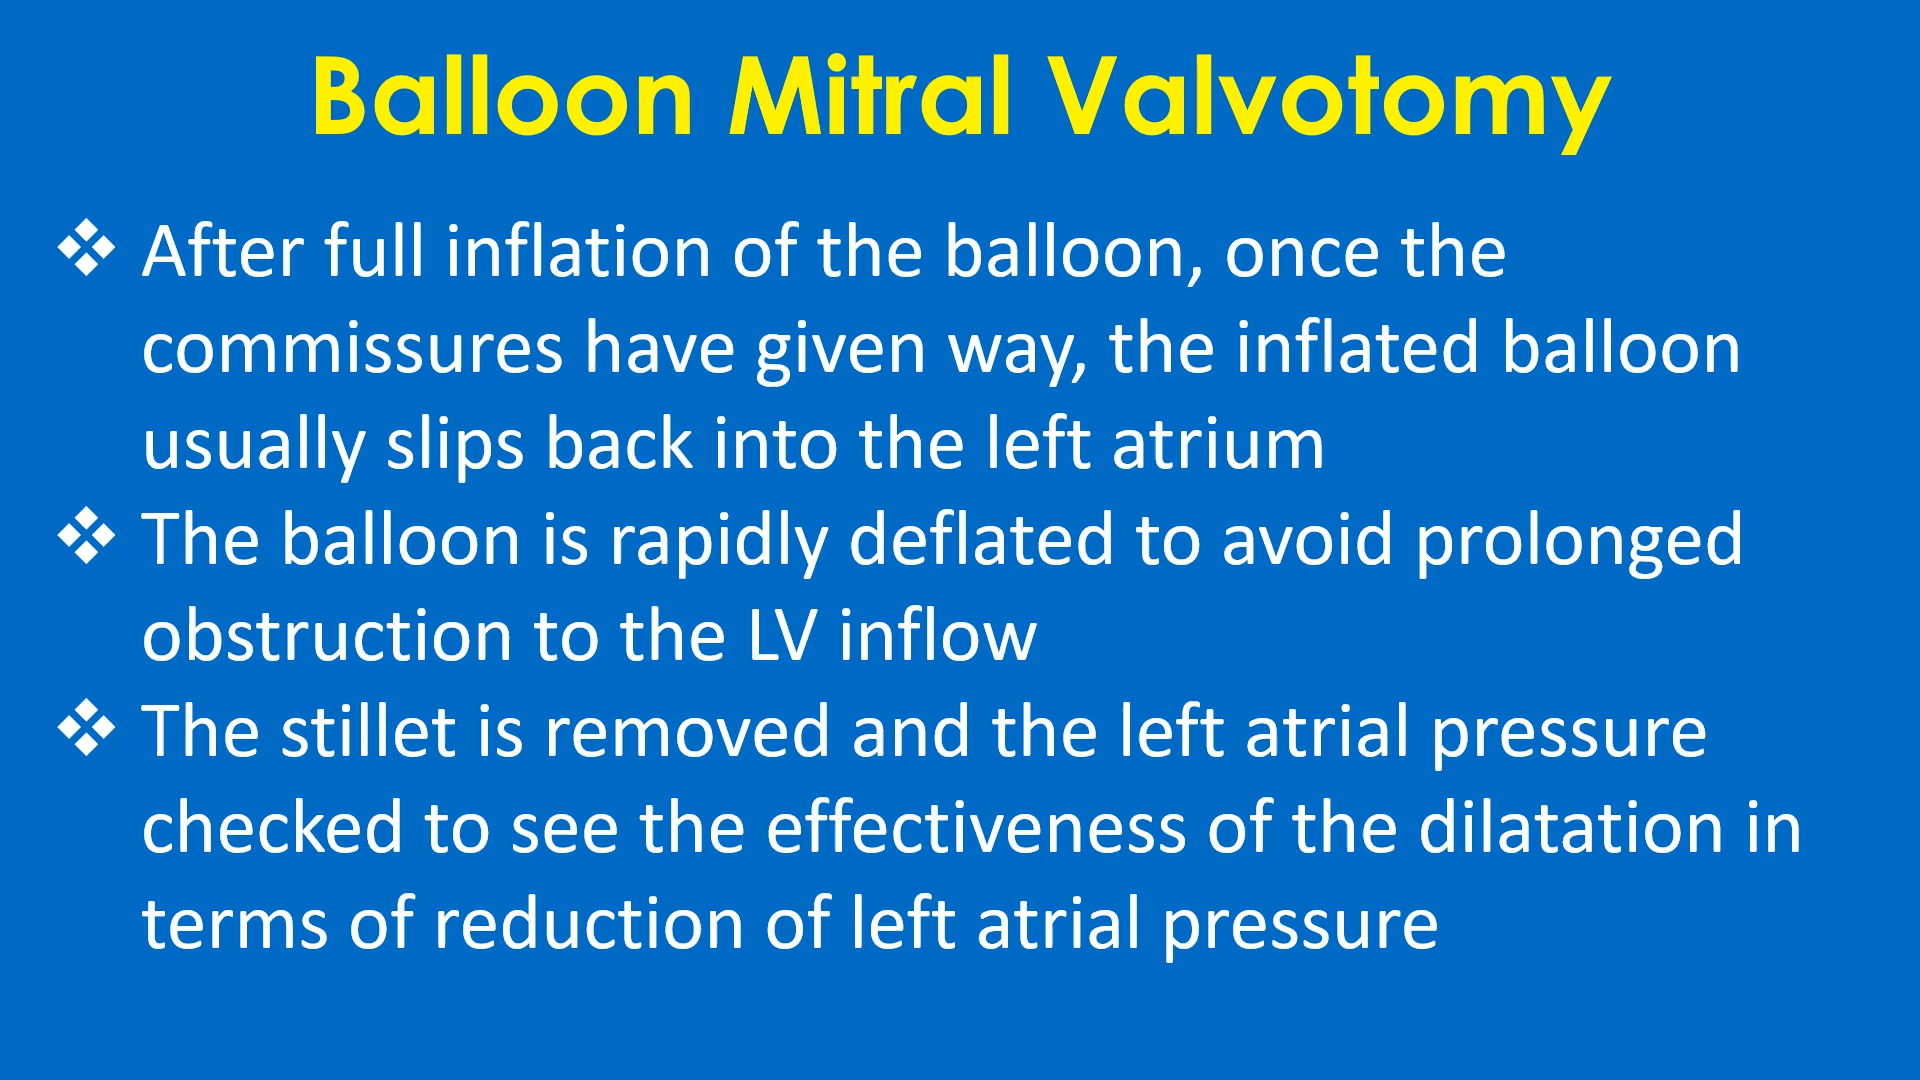 Balloon Mitral Valvotomy
❖ After full inflation of the balloon, once the
commissures have given way, the inflated balloon
usually slips back into the left atrium
❖ The balloon is rapidly deflated to avoid prolonged
obstruction to the LV inflow
❖ The stillet is removed and the left atrial pressure
checked to see the effectiveness of the dilatation in
terms of reduction of left atrial pressure